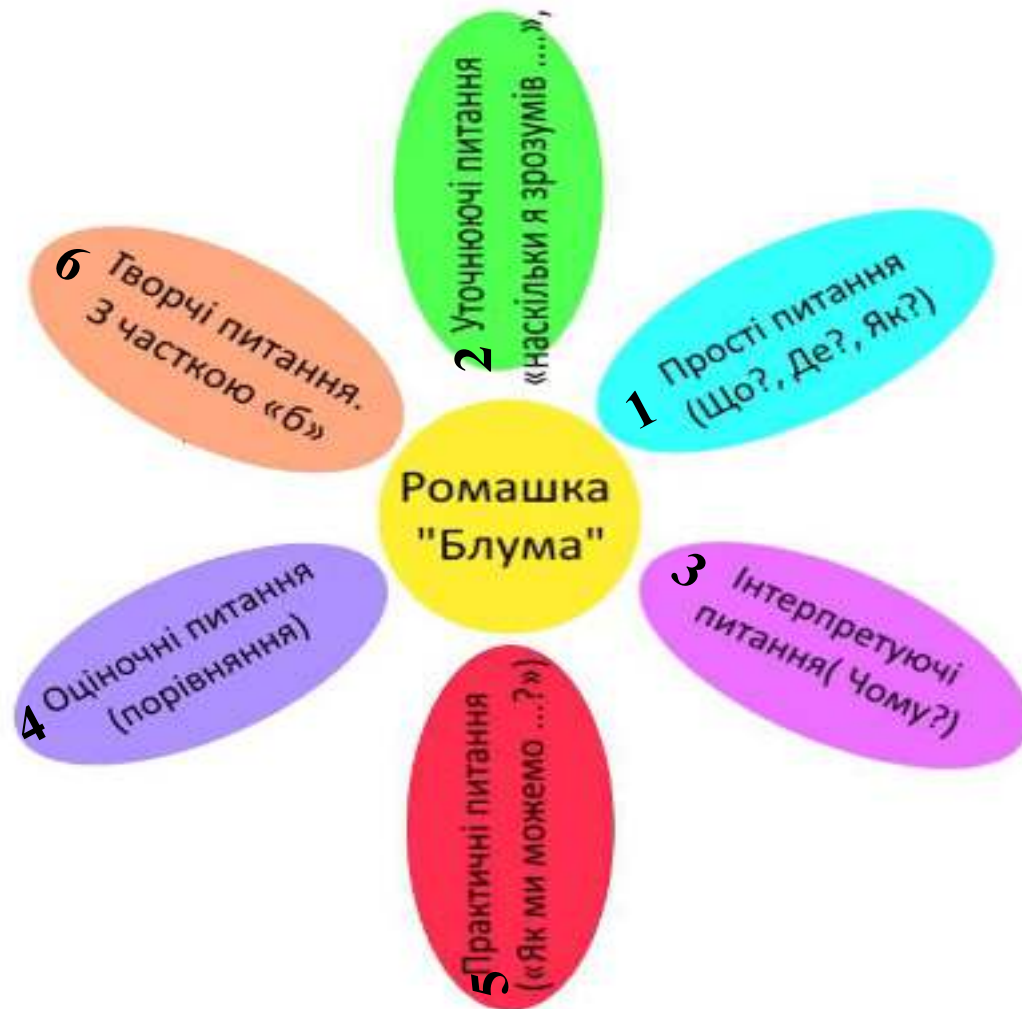 Ромашка
"Блума"
1 Прості питання
(Що?, Де?, Як?)
2 Уточнюючі питання
«наскільки я зрозумів ....»,
3 Інтерпретуючі
питання( Чому?)
4 Оціночні питання
(порівняння)
5 Практичні питання
(«Як ми можемо ...?»)
6 Творчі питання.
З часткою «б»